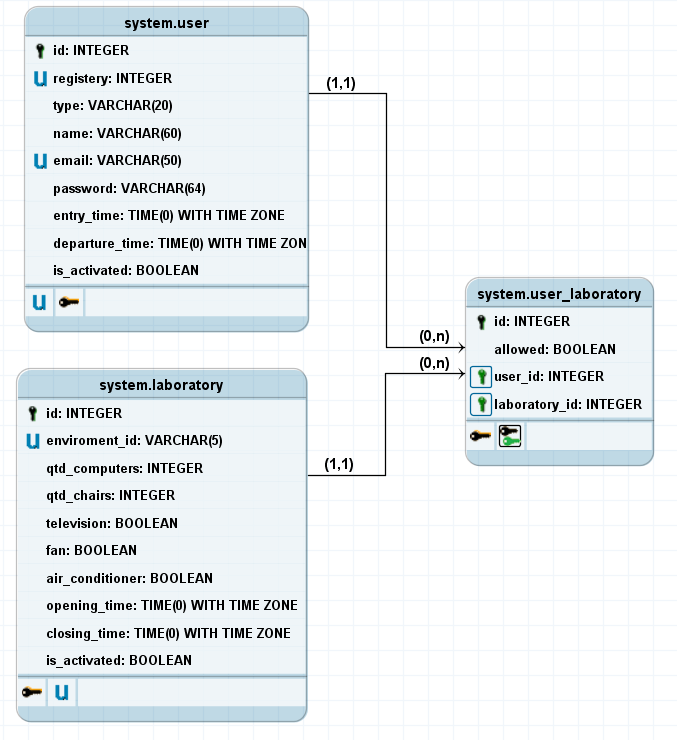 system.user
id: INTEGER
U registery: INTEGER
type: VARCHAR(20)
name: VARCHAR(60)
U email: VARCHAR(50)
password: VARCHAR(64)
entry_time: TIME(0) WITH TIME ZONE
departure_time: TIME(0) WITH TIME ZON
is_activated: BOOLEAN
U
(1,1)
system.user_laboratory
id: INTEGER
allowed: BOOLEAN
user_id: INTEGER
laboratory_id: INTEGER
(0,n)
(0,n)
system.laboratory
id: INTEGER
U enviroment_id: VARCHAR(5)
qtd_computers: INTEGER
qtd_chairs: INTEGER
television: BOOLEAN
fan: BOOLEAN
air_conditioner: BOOLEAN
opening_time: TIME(0) WITH TIME ZONE
closing_time: TIME(0) WITH TIME ZONE
is_activated: BOOLEAN
U
(1,1)